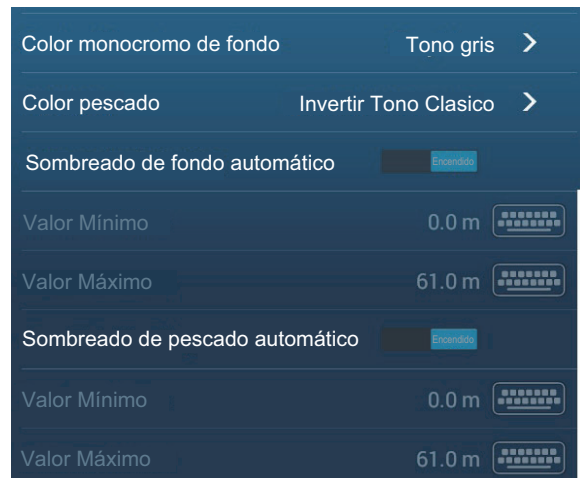 Color monocromo de fondo Tono gris
Color pescado Invertir Tono Clasico
Sombreado de fondo automático Encendido
Valor Mínimo 0.0 m
Valor Máximo 61.0 m
Sombreado de pescado automático Encendido
Valor Mínimo 0.0 m
Valor Máximo 61.0 m